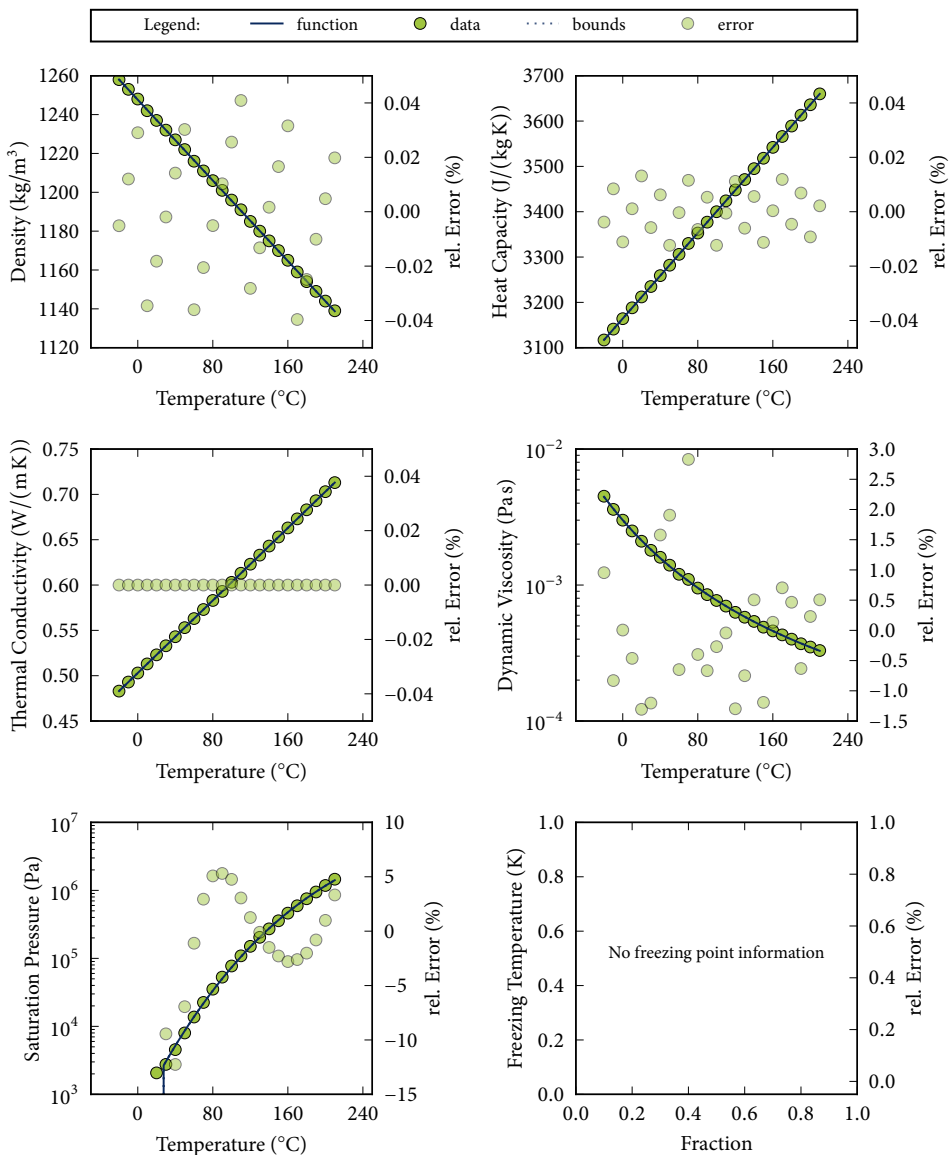 Legend: function data bounds error
1260
1240
1220
1200
1180
1160
1140
1120
Density (kg/m³)
0.04
0.02
0.00
−0.02
−0.04
rel. Error (%)
0 80 160 240
Temperature (°C)
3700
3600
3500
3400
3300
3200
3100
Heat Capacity (J/(kg K))
0.04
0.02
0.00
−0.02
−0.04
rel. Error (%)
0 80 160 240
Temperature (°C)
0.75
0.70
0.65
0.60
0.55
0.50
0.45
Thermal Conductivity (W/(m K))
0.04
0.02
0.00
−0.02
−0.04
rel. Error (%)
0 80 160 240
Temperature (°C)
10⁻²
10⁻³
10⁻⁴
Dynamic Viscosity (Pa s)
3.0
2.5
2.0
1.5
1.0
0.5
0.0
−0.5
−1.0
−1.5
rel. Error (%)
0 80 160 240
Temperature (°C)
10⁷
10⁶
10⁵
10⁴
10³
Saturation Pressure (Pa)
10
5
0
−5
−10
−15
rel. Error (%)
0 80 160 240
Temperature (°C)
1.0
0.8
0.6
0.4
0.2
0.0
Freezing Temperature (K)
No freezing point information
1.0
0.8
0.6
0.4
0.2
0.0
rel. Error (%)
0.0 0.2 0.4 0.6 0.8 1.0
Fraction